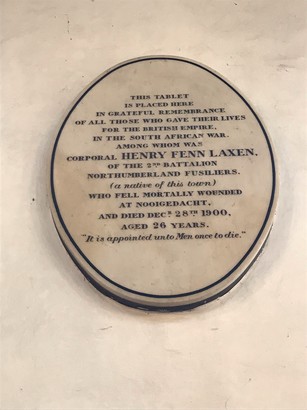 THIS TABLET
IS PLACED HERE
IN GRATEFUL REMEMBRANCE
OF ALL THOSE WHO GAVE THEIR LIVES
FOR THE BRITISH EMPIRE,
IN THE SOUTH AFRICAN WAR.
AMONG WHOM WAS
CORPORAL HENRY FENN LAXEN,
OF THE 2ND BATTALION
NORTHUMBERLAND FUSILIERS.
(a native of this town)
WHO FELL MORTALLY WOUNDED
AT NOOIGEDACHT,
AND DIED DECR. 28TH 1900,
AGED 26 YEARS.
"It is appointed unto Men once to die."